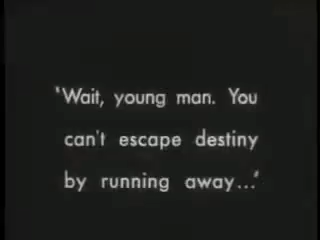 'Wait, young man. You
can't escape destiny
by running away...'